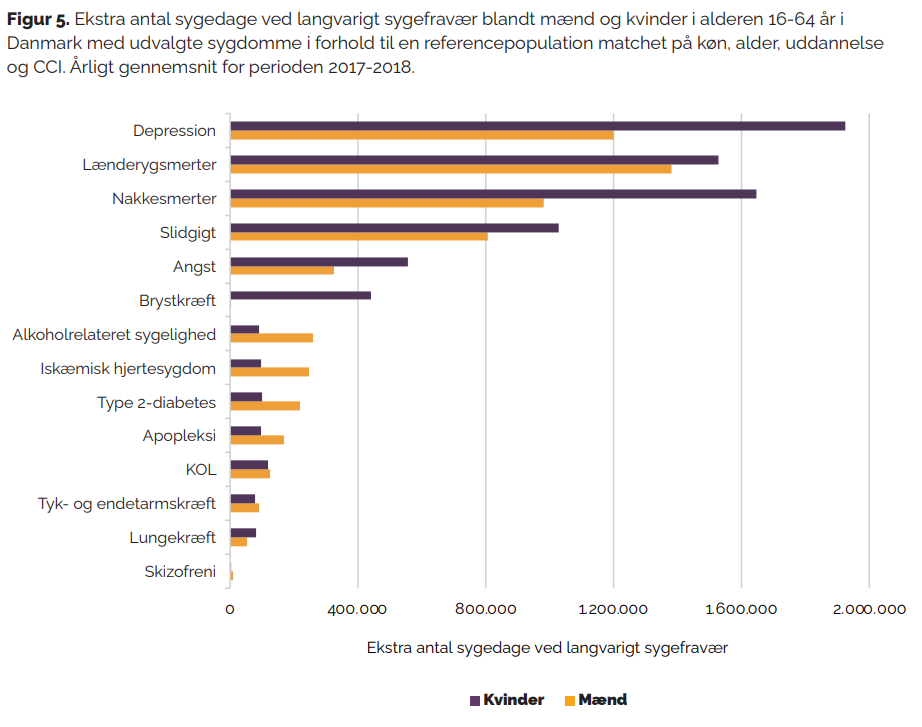 Figur 5. Ekstra antal sygedage ved langvarigt sygefravær blandt mænd og kvinder i alderen 16-64 år i
Danmark med udvalgte sygdomme i forhold til en referencepopulation matchet på køn, alder, uddannelse
og CCI. Årligt gennemsnit for perioden 2017-2018.
Depression
Lænderygsmerter
Nakkesmerter
Slidgigt
Angst
Brystkræft
Alkoholrelateret sygelighed
Iskæmisk hjertesygdom
Type 2-diabetes
Apopleksi
KOL
Tyk- og endetarmskræft
Lungekræft
Skizofreni
0 400.000 800.000 1.200.000 1.600.000 2.000.000
Ekstra antal sygedage ved langvarigt sygefravær
Kvinder Mænd